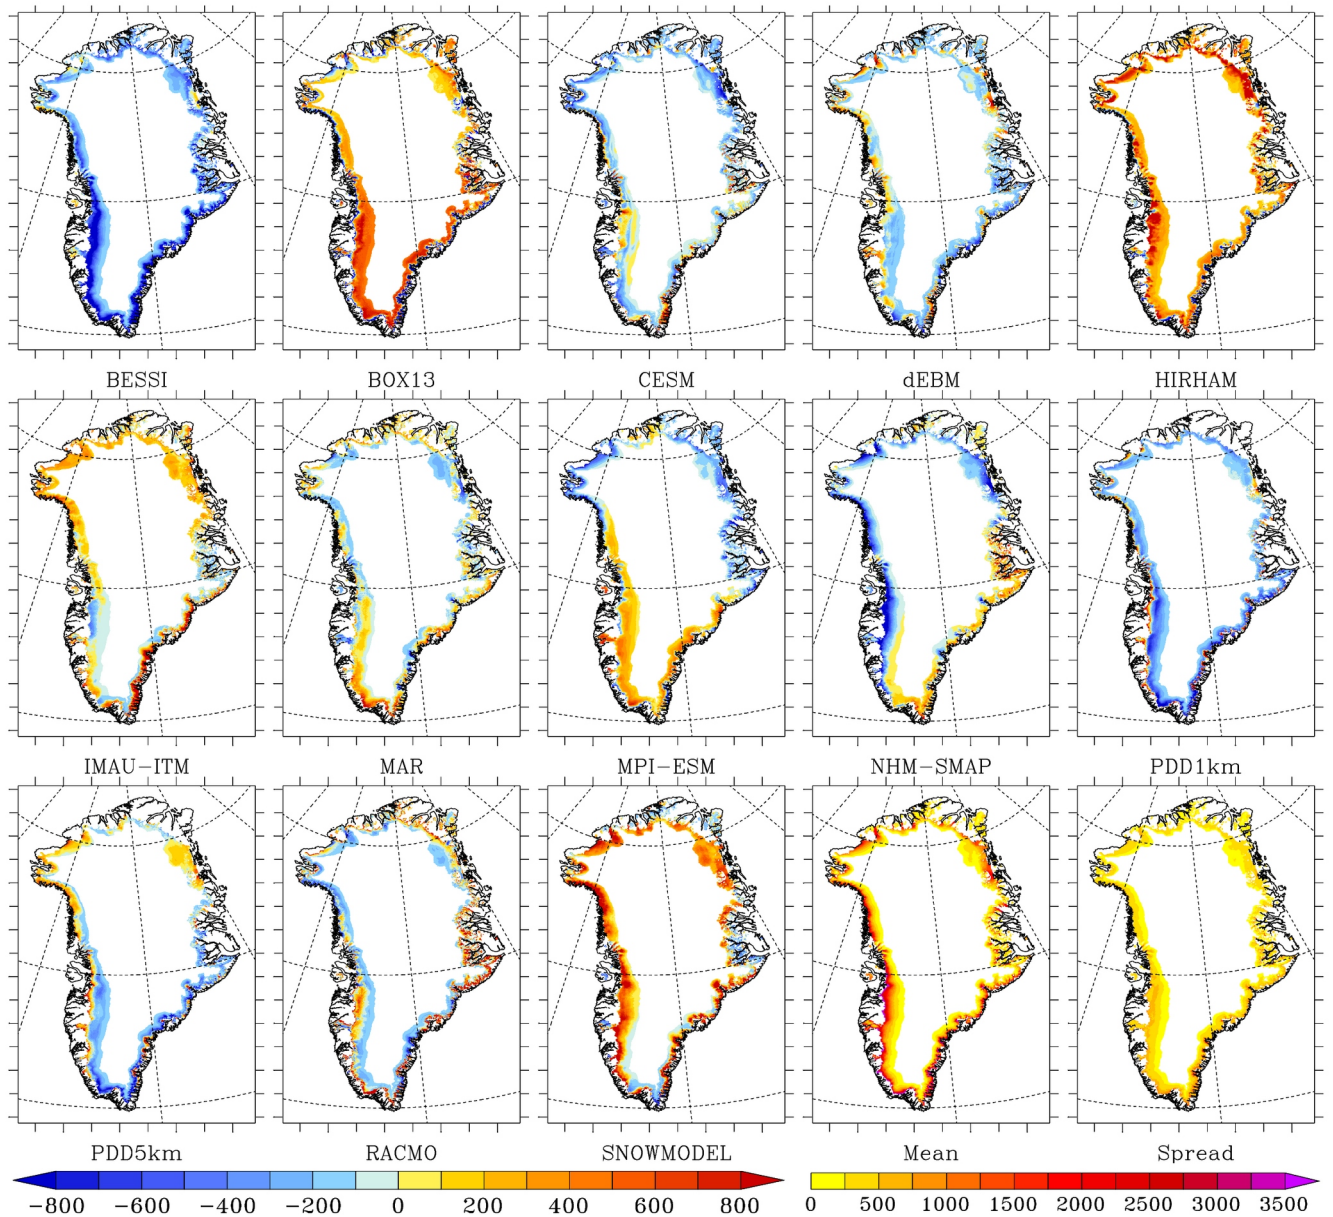 BESSI BOX13 CESM dEBM HIRHAM
IMAU-ITM MAR MPI-ESM NHM-SMAP PDD1km
PDD5km RACMO SNOWMODEL Mean Spread
-800 -600 -400 -200 0 200 400 600 800 0 500 1000 1500 2000 2500 3000 3500